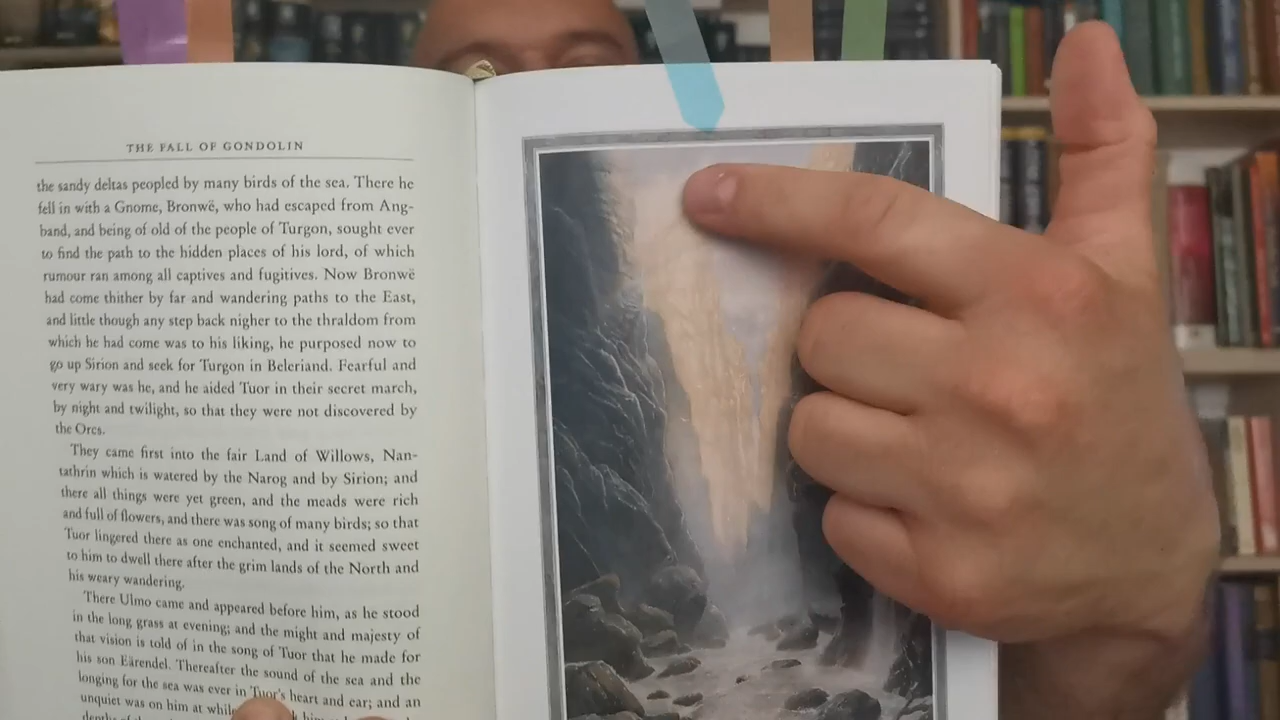 THE FALL OF GONDOLIN
the sandy deltas peopled by many birds of the sea. There he
fell in with a Gnome, Bronwë, who had escaped from Ang-
band, and being of old of the people of Turgon, sought ever
to find the path to the hidden places of his lord, of which
rumour ran among all captives and fugitives. Now Bronwë
had come thither by far and wandering paths to the East,
and little though any step back nigher to the thraldom from
which he had come was to his liking, he purposed now to
go up Sirion and seek for Turgon in Beleriand. Fearful and
very wary was he, and he aided Tuor in their secret march,
by night and twilight, so that they were not discovered by
the Orcs.
They came first into the fair Land of Willows, Nan-
tathrin which is watered by the Narog and by Sirion; and
there all things were yet green, and the meads were rich
and full of flowers, and there was song of many birds; so that
Tuor lingered there as one enchanted, and it seemed sweet
to him to dwell there after the grim lands of the North and
his weary wandering.
There Ulmo came and appeared before him, as he stood
in the long grass at evening; and the might and majesty of
that vision is told in the song of Tuor that he made for
his son Eärendel. Thereafter the sound of the sea and the
longing for the sea was ever in Tuor's heart and ear; and an
unquiet was on him at while him